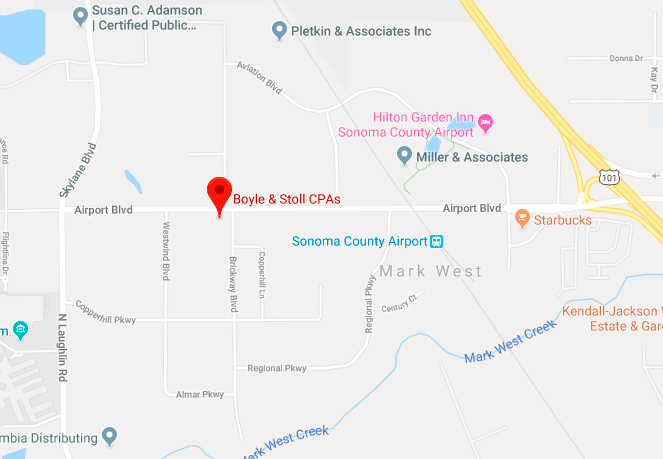 Susan C. Adamson
| Certified Public...
Pletkin & Associates Inc
Donna Dr
Kay Dr
Aviation Blvd
Hilton Garden Inn
Sonoma County Airport
Miller & Associates
101
Skylane Blvd
Boyle & Stoll CPAs
Airport Blvd
Airport Blvd
Starbucks
Flightline Dr
Westwind Blvd
Sonoma County Airport
Mark West
Brickway Blvd
Copperhill Ln
Regional Pkwy
Century Ct
Copperhill Pkwy
Kendall-Jackson W
Estate & Gard
N Laughlin Rd
m
Mark West Creek
Regional Pkwy
Almar Pkwy
mbia Distributing
Mark West Creek